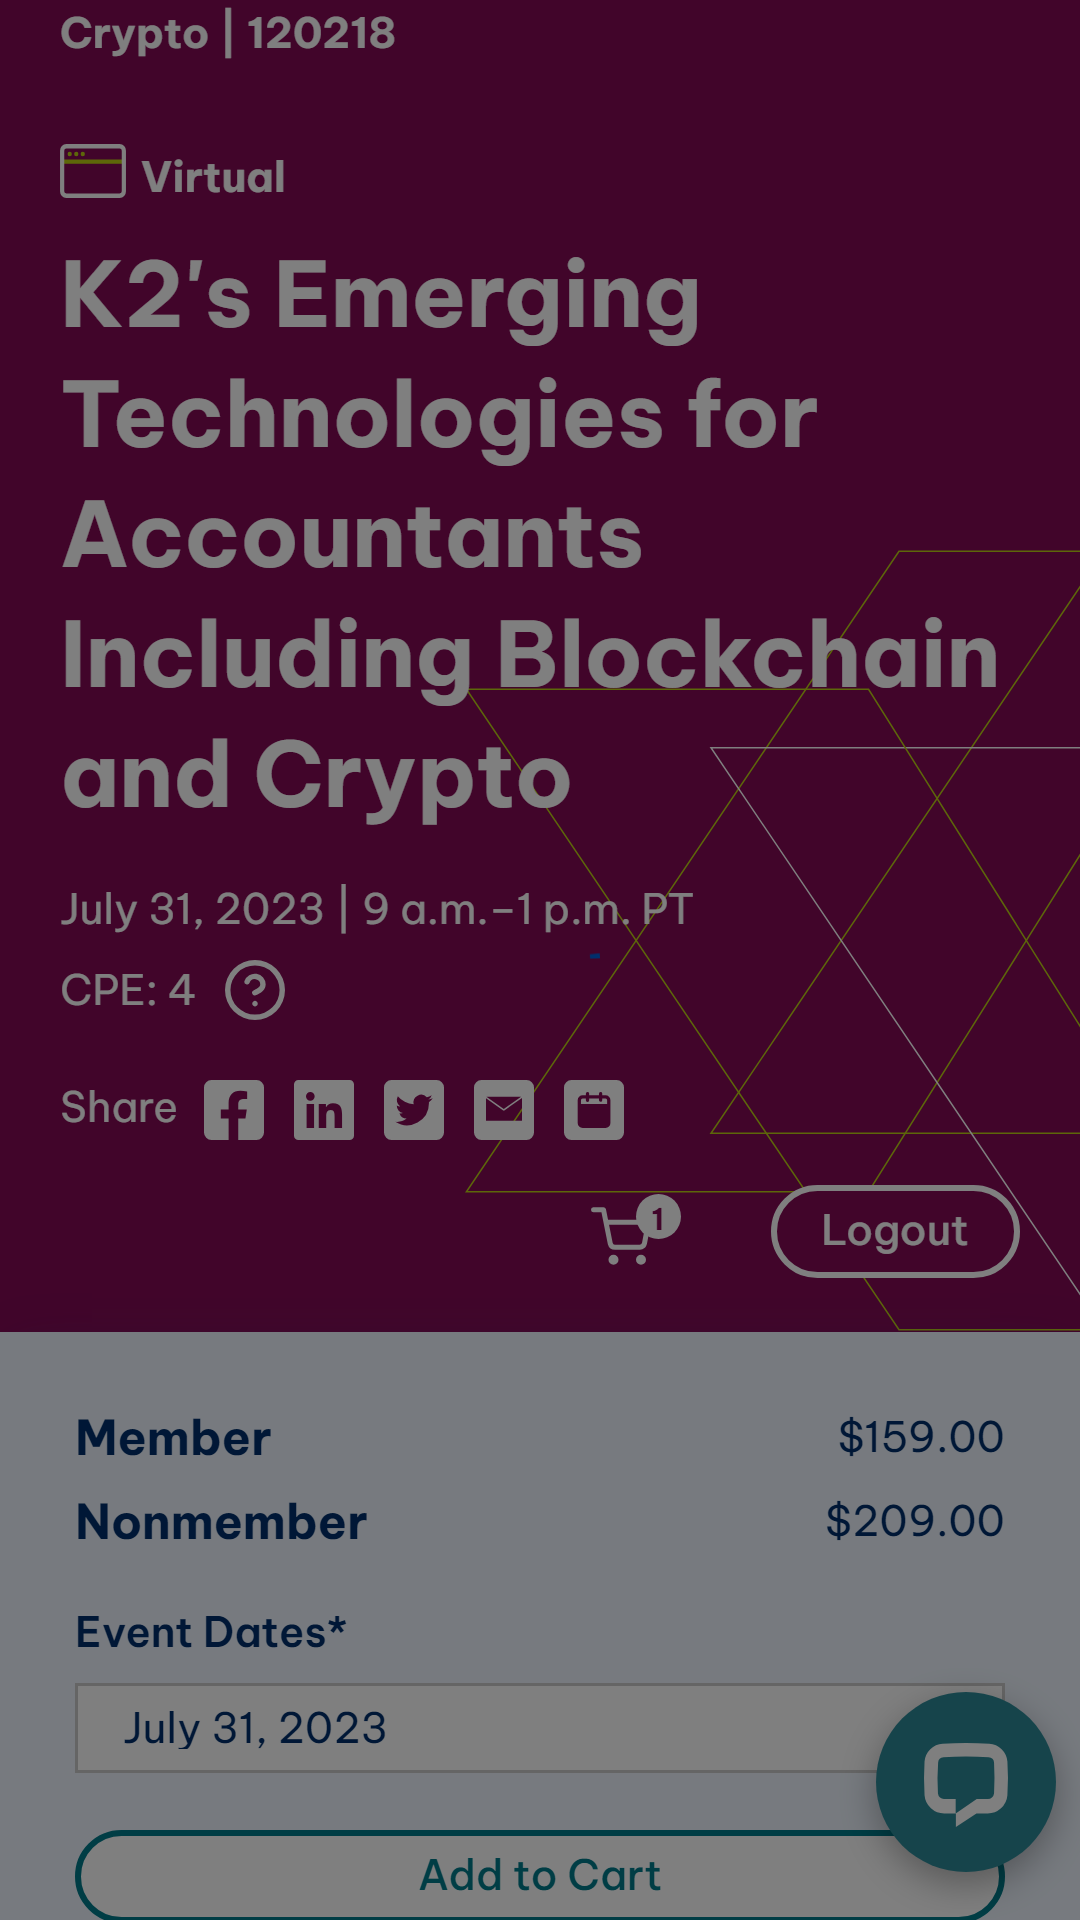 Crypto | 120218
Virtual
K2's Emerging
Technologies for
Accountants
Including Blockchain
and Crypto
July 31, 2023 | 9 a.m.–1 p.m. PT
CPE: 4 ?
Share
1
Logout
Member $159.00
Nonmember $209.00
Event Dates*
July 31, 2023
Add to Cart